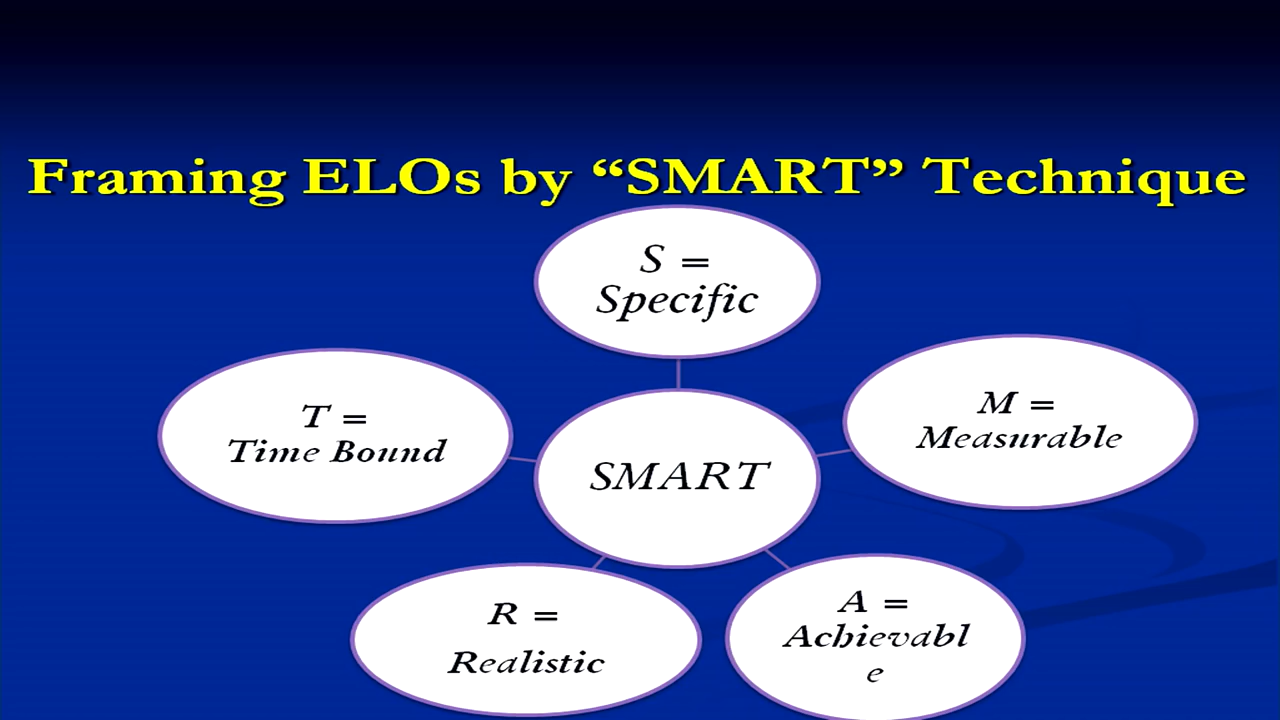 Framing ELOs by “SMART” Technique
S =
Specific
M =
Measurable
T =
Time Bound
SMART
A =
Achievabl
e
R =
Realistic